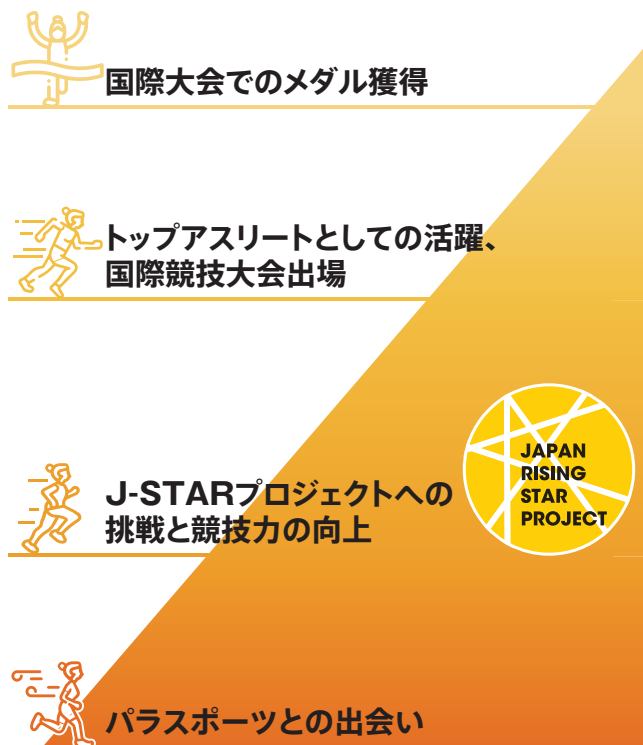 国際大会でのメダル獲得
トップアスリートとしての活躍、
国際競技大会出場
J-STARプロジェクトへの
挑戦と競技力の向上
JAPAN
RISING
STAR
PROJECT
パラスポーツとの出会い